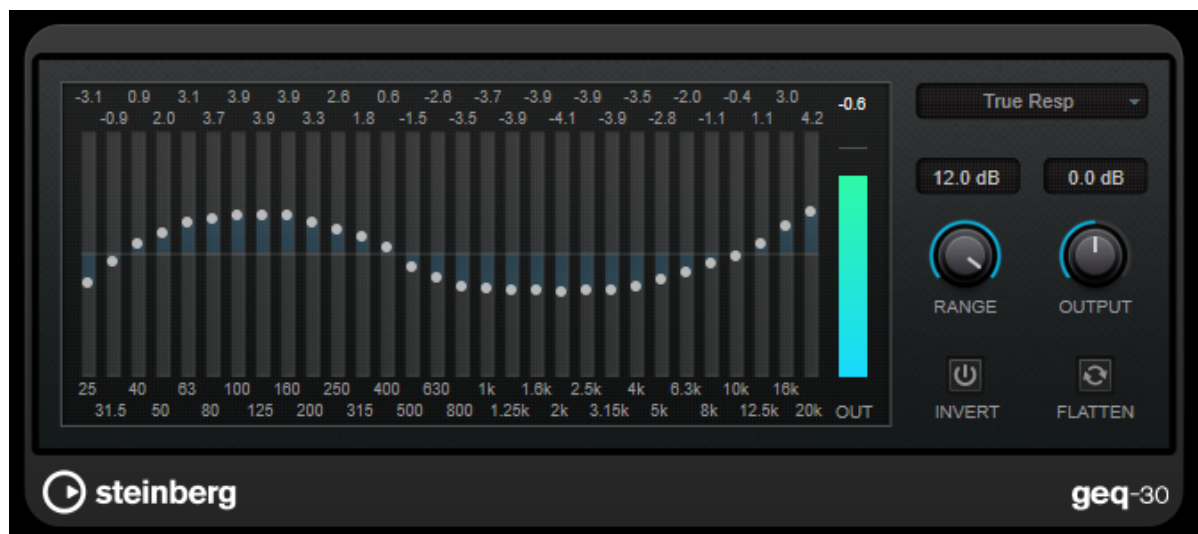 -3.1 0.9 3.1 3.9 3.9 2.6 0.6 -2.6 -3.7 -3.9 -3.9 -3.5 -2.0 -0.4 3.0
-0.9 2.0 3.7 3.9 3.3 1.8 -1.5 -3.5 -3.9 -4.1 -3.9 -2.8 -1.1 1.1 4.2
-0.6
25 40 63 100 160 250 400 630 1k 1.6k 2.5k 4k 6.3k 10k 16k
31.5 50 80 125 200 315 500 800 1.25k 2k 3.15k 5k 8k 12.5k 20k OUT
True Resp
12.0 dB 0.0 dB
RANGE OUTPUT
INVERT FLATTEN
steinberg
geq-30